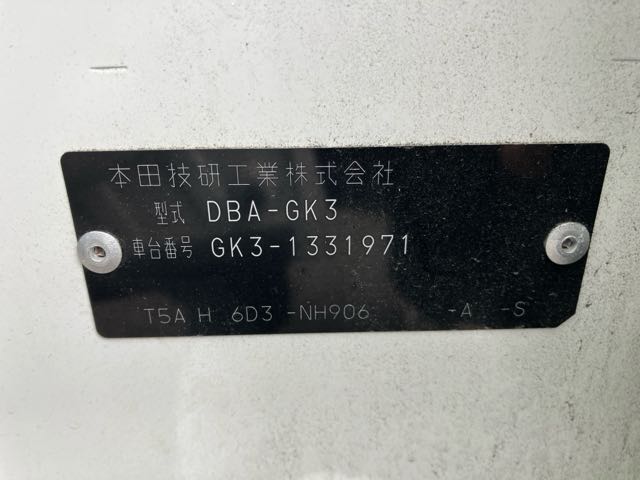 本田技研工業株式会社
型式 DBA-GK3
車台番号 GK3-1331971
T5A H 6D3 -NH906 -A -S